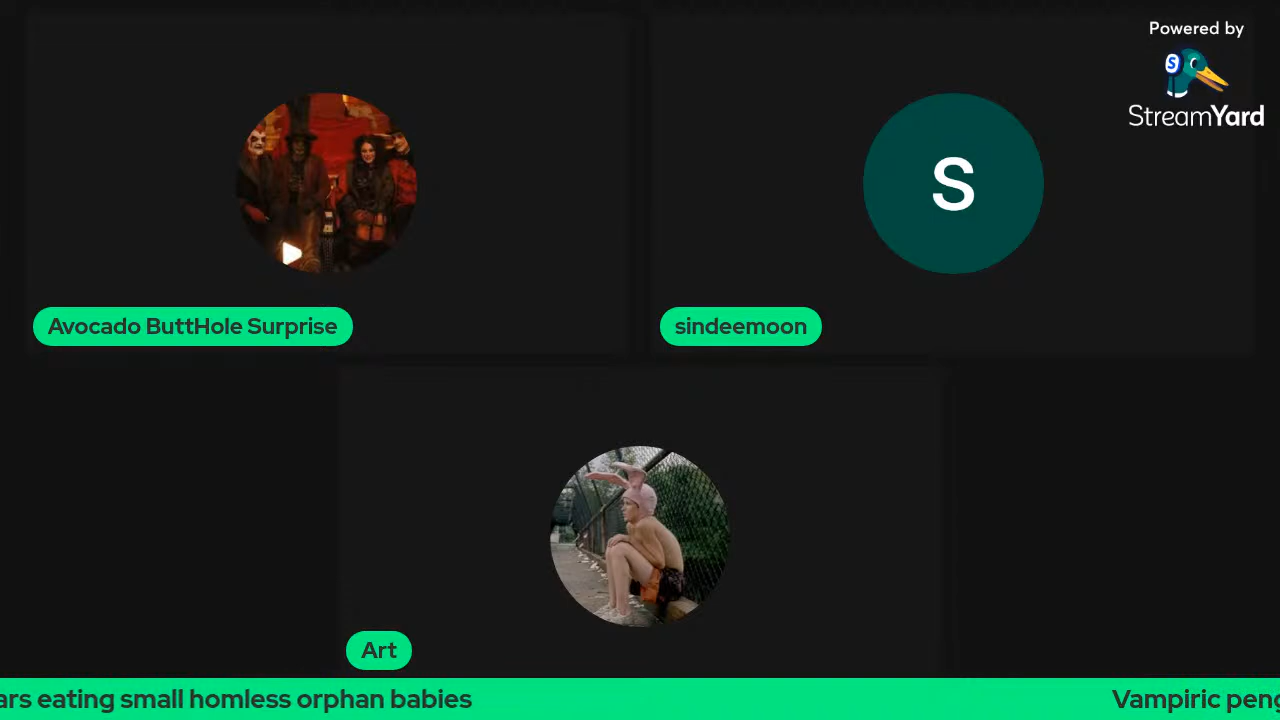 Powered by
StreamYard
S
Avocado ButtHole Surprise
sindeemoon
Art
ars eating small homless orphan babies
Vampiric peng